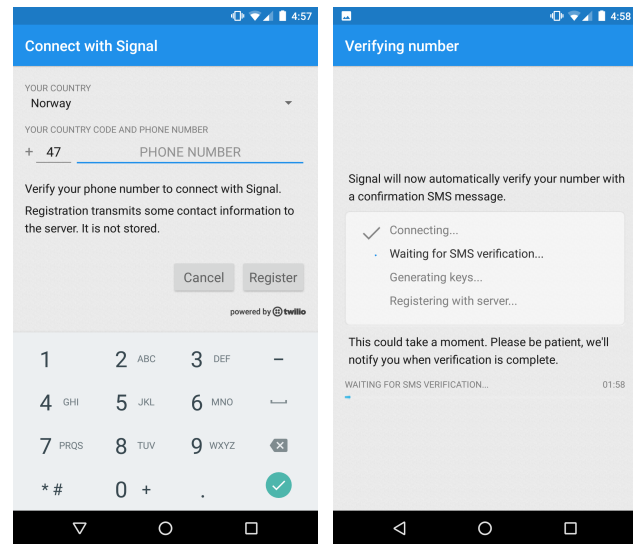 4:57
Connect with Signal
YOUR COUNTRY
Norway
YOUR COUNTRY CODE AND PHONE NUMBER
+ 47 PHONE NUMBER
Verify your phone number to connect with Signal.
Registration transmits some contact information to
the server. It is not stored.
Cancel Register
powered by twilio
1 2 ABC 3 DEF –
4 GHI 5 JKL 6 MNO
7 PRQS 8 TUV 9 WXYZ
* # 0 + .
4:58
Verifying number
Signal will now automatically verify your number with
a confirmation SMS message.
Connecting...
Waiting for SMS verification...
Generating keys...
Registering with server...
This could take a moment. Please be patient, we'll
notify you when verification is complete.
WAITING FOR SMS VERIFICATION... 01:58